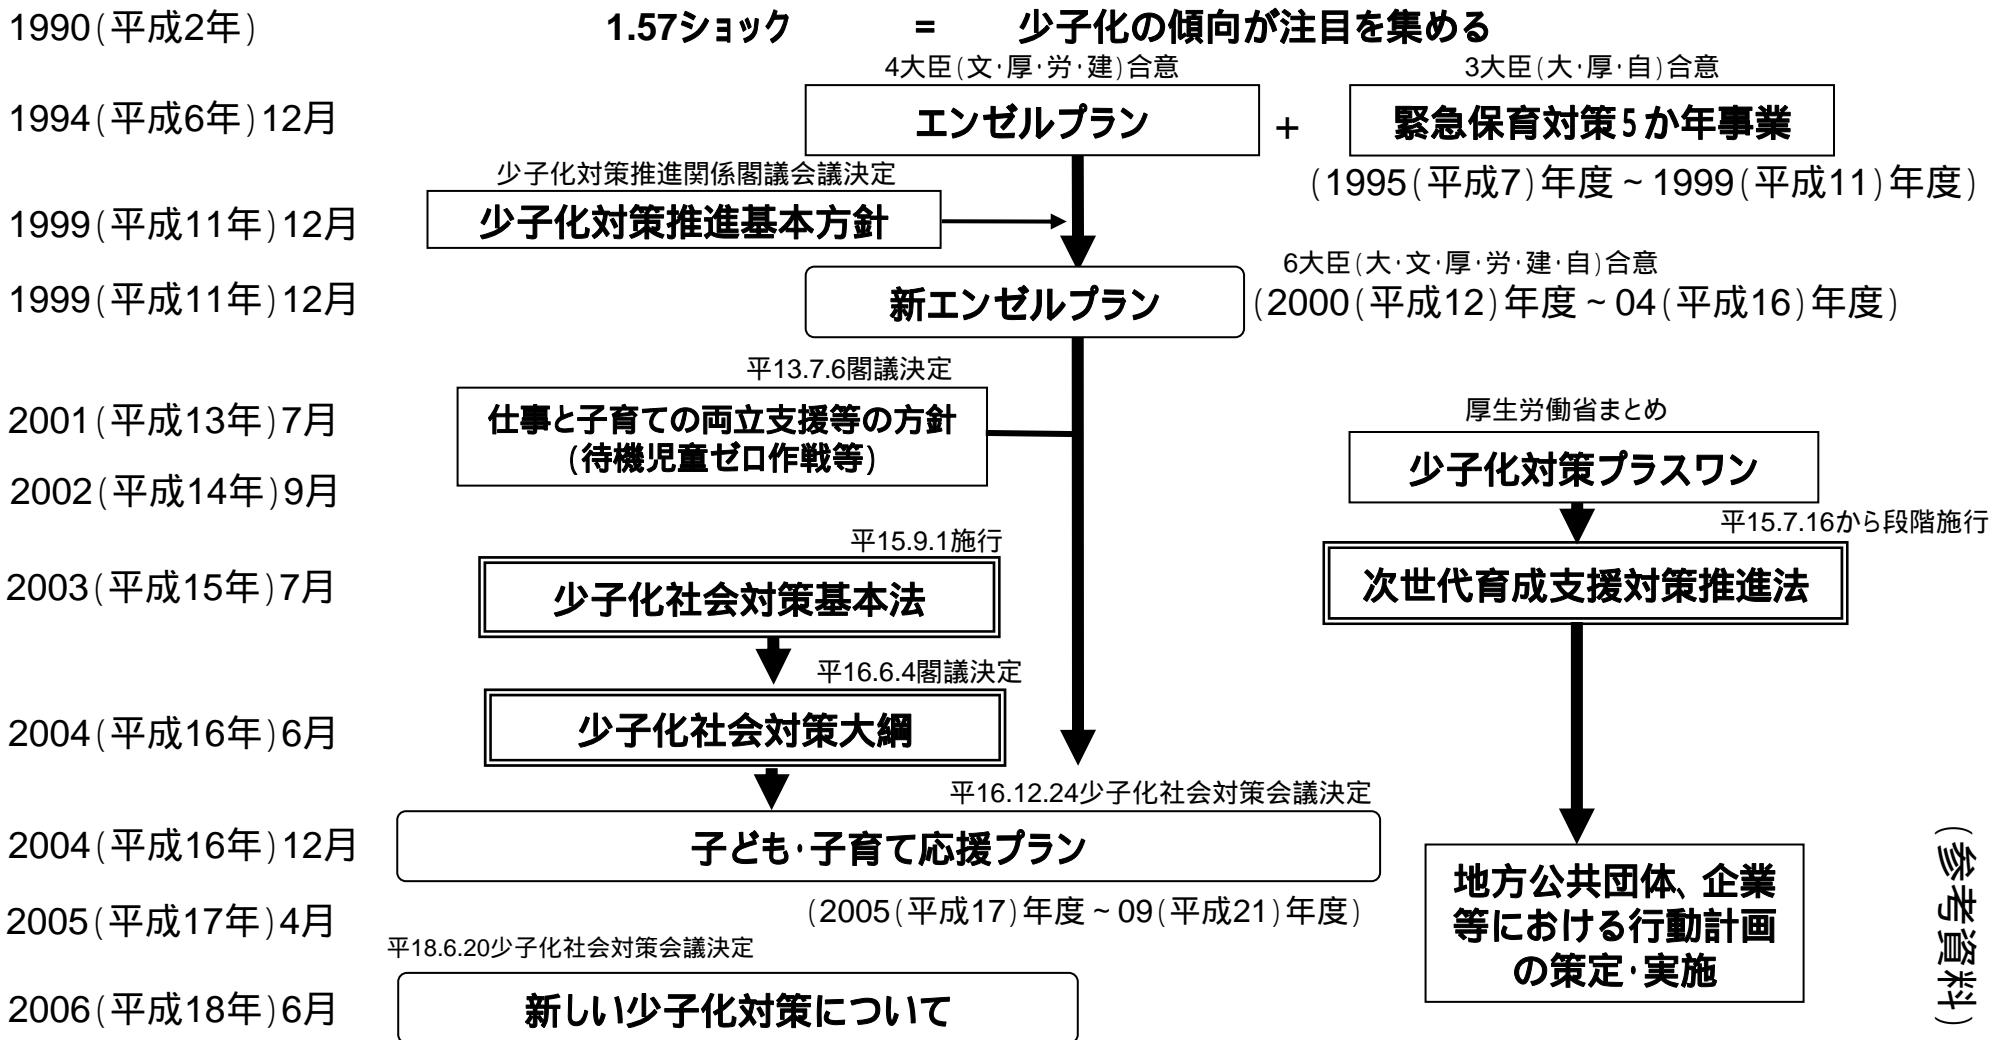 1990(平成2年)
1.57ショック = 少子化の傾向が注目を集める
4大臣(文・厚・労・建)合意
3大臣(大・厚・自)合意
1994(平成6年)12月
エンゼルプラン
+
緊急保育対策5か年事業
(1995(平成7)年度~1999(平成11)年度)
少子化対策推進関係閣議会議決定
1999(平成11年)12月
少子化対策推進基本方針
6大臣(大・文・厚・労・建・自)合意
1999(平成11年)12月
新エンゼルプラン
(2000(平成12)年度~04(平成16)年度)
平13.7.6閣議決定
2001(平成13年)7月
仕事と子育ての両立支援等の方針
(待機児童ゼロ作戦等)
厚生労働省まとめ
2002(平成14年)9月
少子化対策プラスワン
平15.9.1施行
平15.7.16から段階施行
2003(平成15年)7月
少子化社会対策基本法
次世代育成支援対策推進法
平16.6.4閣議決定
2004(平成16年)6月
少子化社会対策大綱
平16.12.24少子化社会対策会議決定
2004(平成16年)12月
子ども・子育て応援プラン
2005(平成17年)4月
(2005(平成17)年度~09(平成21)年度)
地方公共団体、企業
等における行動計画
の策定・実施
平18.6.20少子化社会対策会議決定
2006(平成18年)6月
新しい少子化対策について
(参考資料)